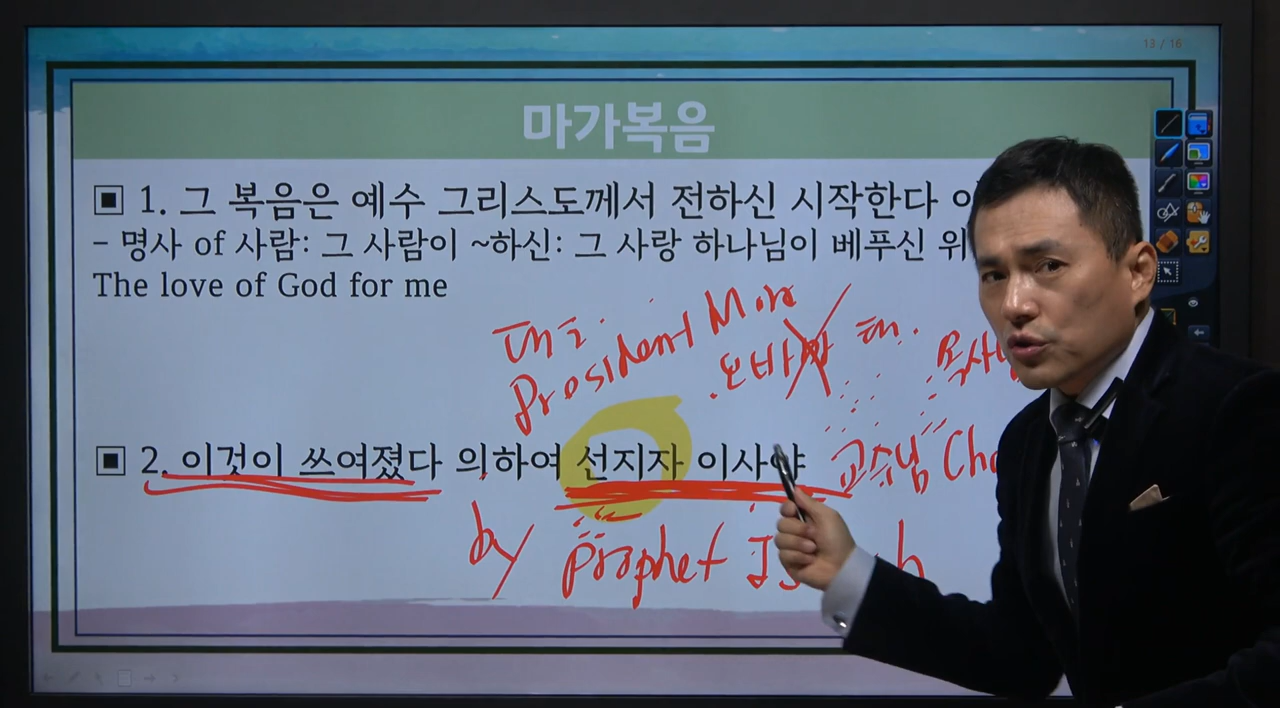 13 / 16
마가복음
▣ 1. 그 복음은 예수 그리스도께서 전하신 시작한다
– 명사 of 사람: 그 사람이 ~하신: 그 사랑 하나님이 베푸신 위
The love of God for me
President
오바마
▣ 2. 이것이 쓰여졌다 의하여 선지자 이사야
교수님
by prophet